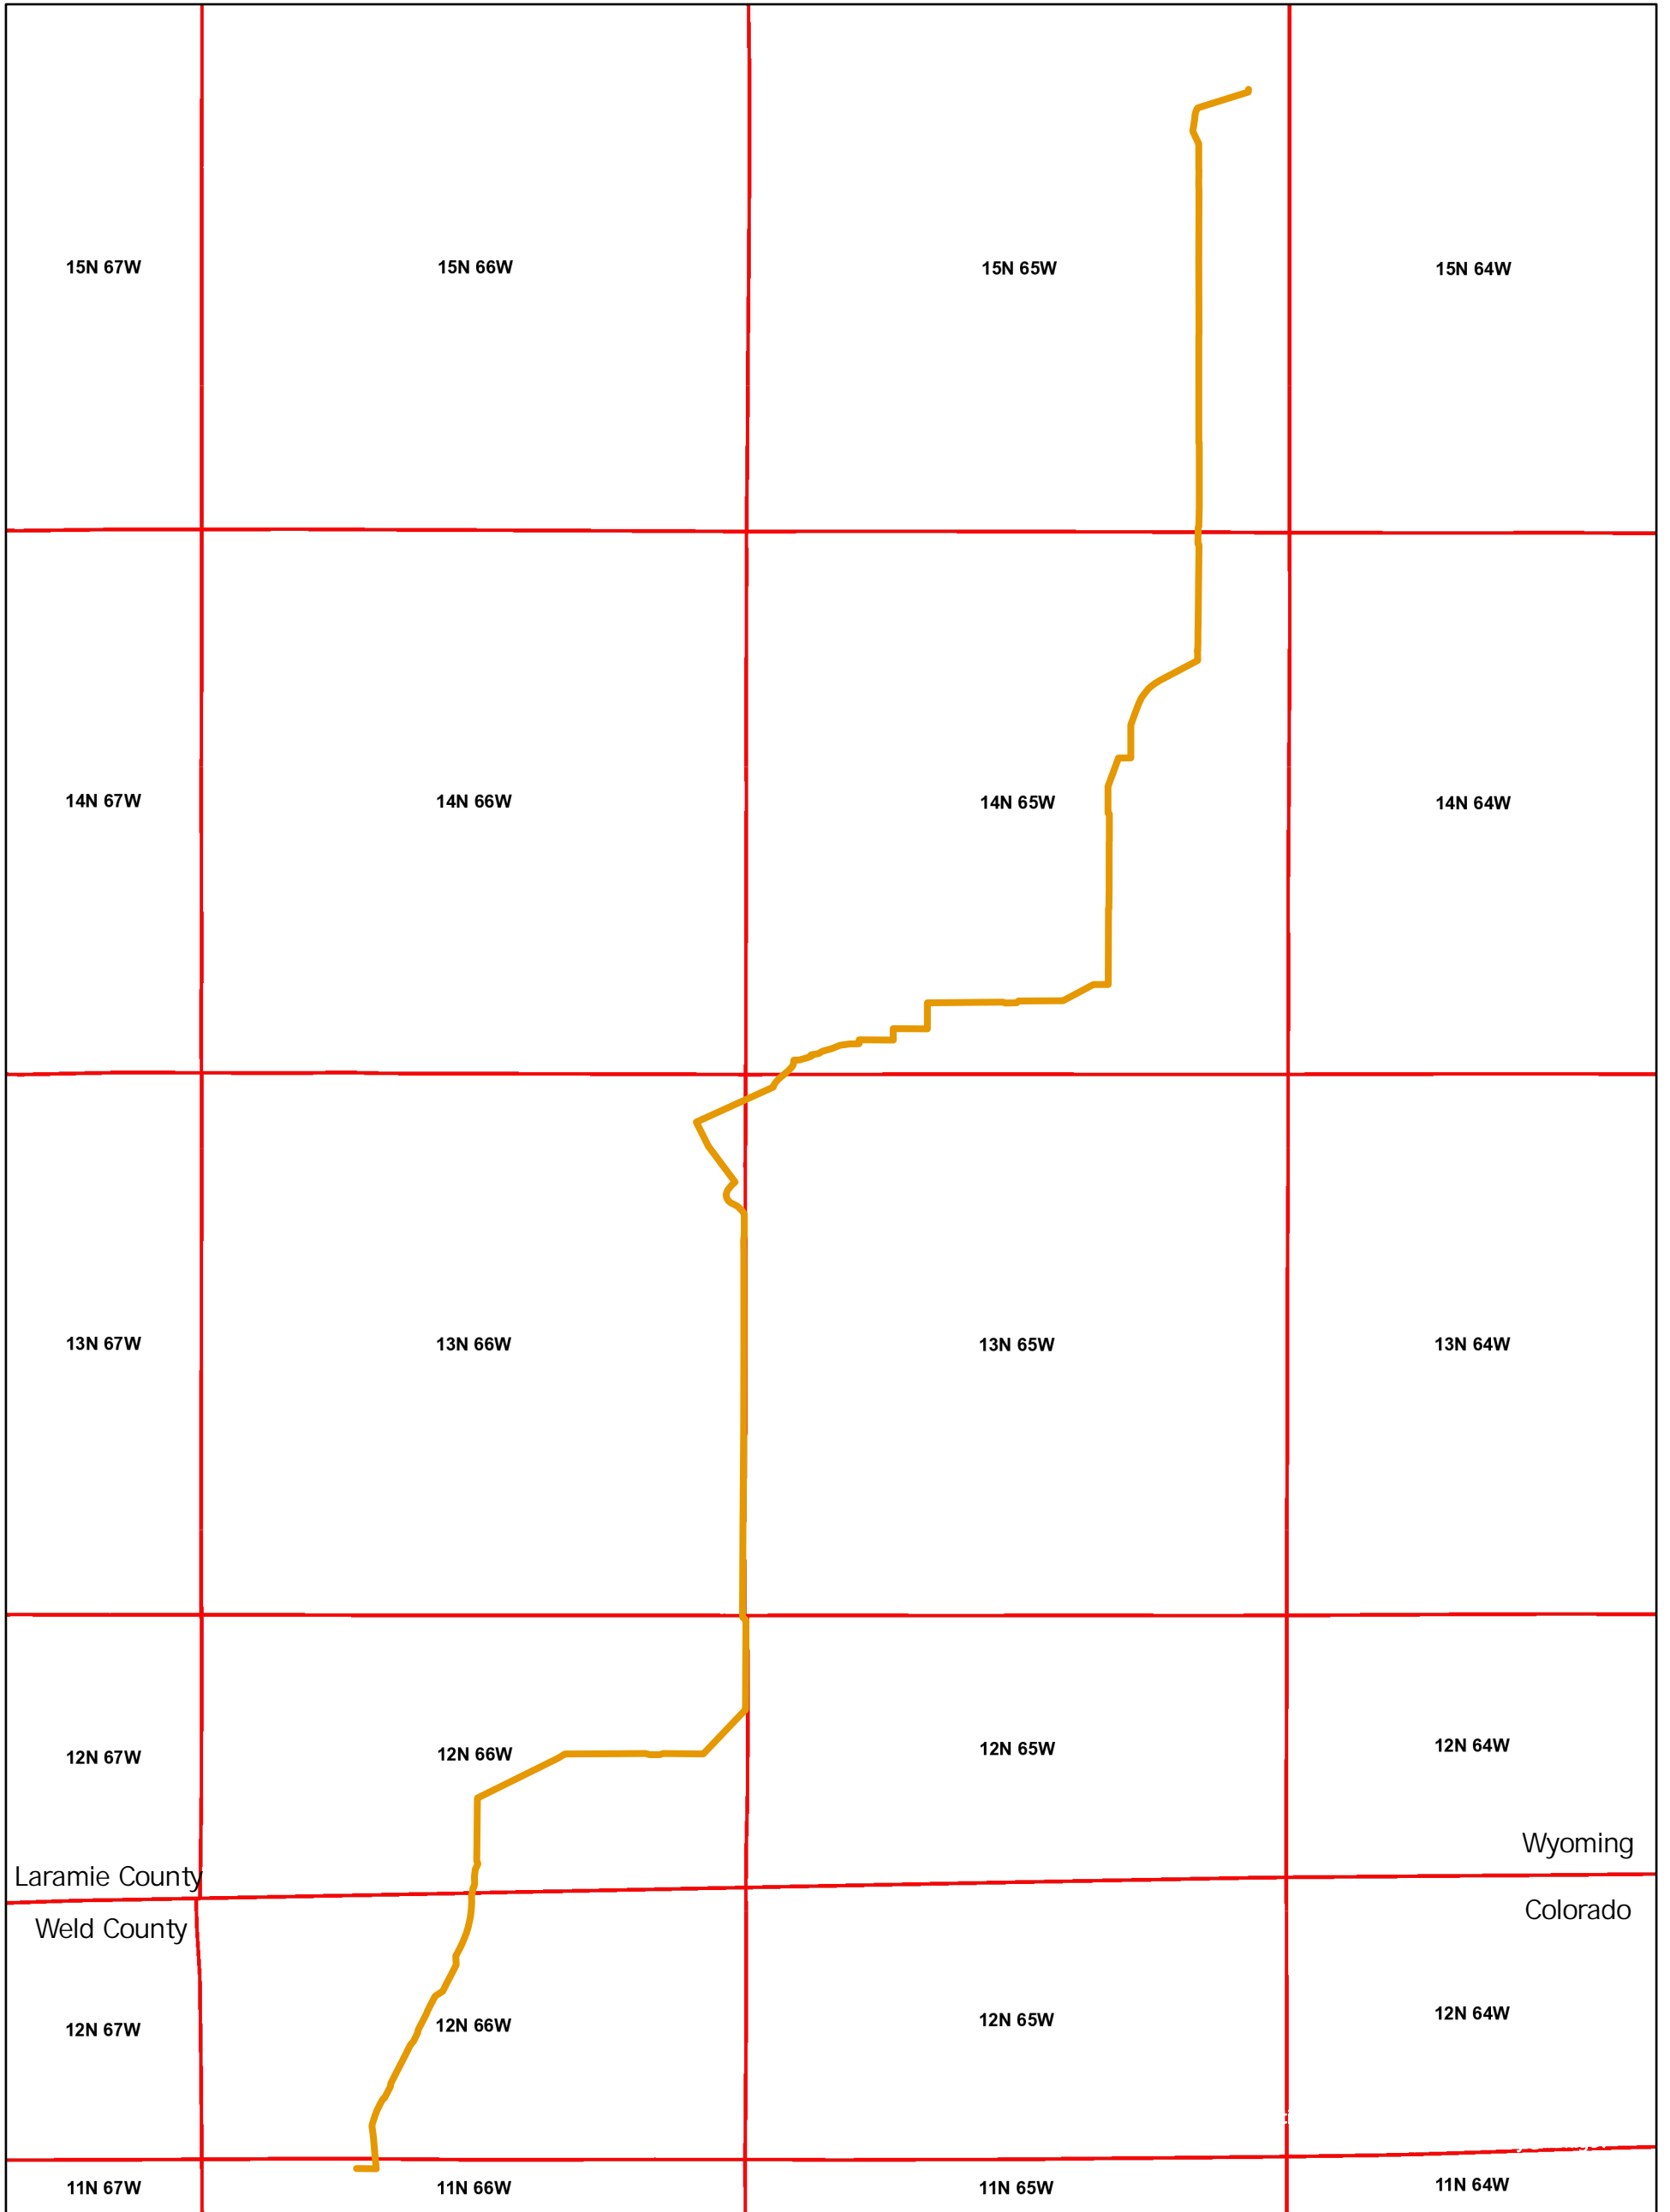 15N 67W
15N 66W
15N 65W
15N 64W
14N 67W
14N 66W
14N 65W
14N 64W
13N 67W
13N 66W
13N 65W
13N 64W
12N 67W
12N 66W
12N 65W
12N 64W
Wyoming
Laramie County
Colorado
Weld County
12N 67W
12N 66W
12N 65W
12N 64W
11N 67W
11N 66W
11N 65W
11N 64W